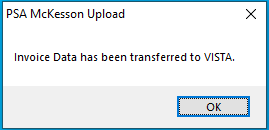 PSA McKesson Upload
Invoice Data has been transferred to VISTA.
OK